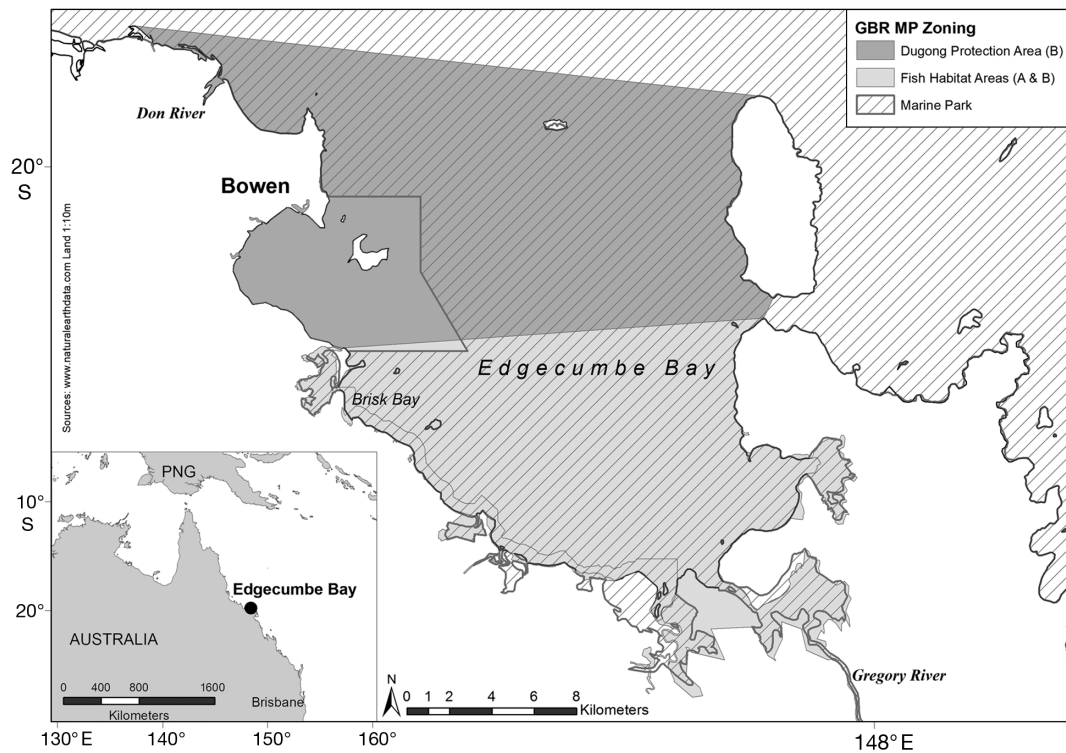 GBR MP Zoning
Dugong Protection Area (B)
Fish Habitat Areas (A & B)
Marine Park
Don River
20°
S
Bowen
Sources: www.naturalearthdata.com Land 1:10m
Edgecumbe Bay
Brisk Bay
PNG
10°
S
Edgecumbe Bay
20°
AUSTRALIA
Gregory River
0 400 800 1600
Kilometers
Brisbane
N
0 1 2 4 6 8
Kilometers
130° E 140° 150° 160° 148° E